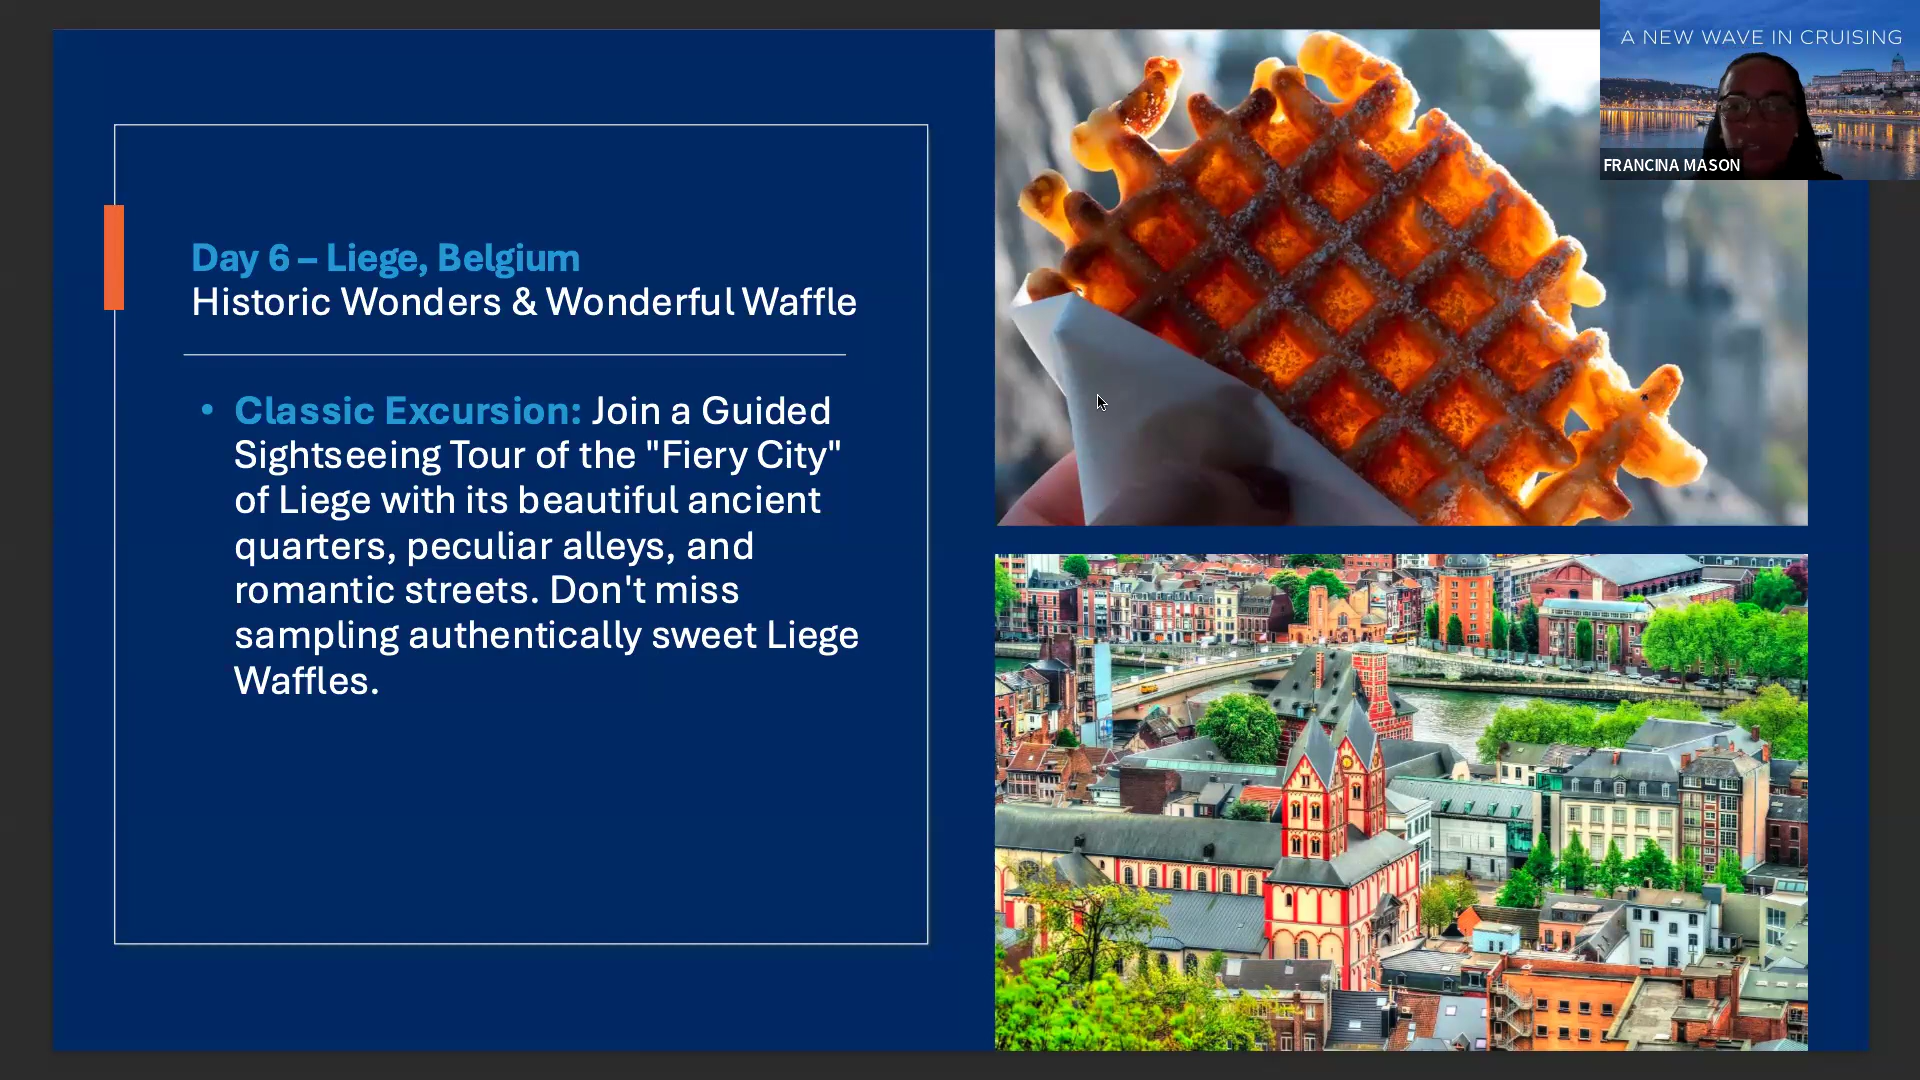 A NEW WAVE IN CRUISING
FRANCINA MASON
Day 6 – Liege, Belgium
Historic Wonders & Wonderful Waffle
• Classic Excursion: Join a Guided
Sightseeing Tour of the "Fiery City"
of Liege with its beautiful ancient
quarters, peculiar alleys, and
romantic streets. Don't miss
sampling authentically sweet Liege
Waffles.